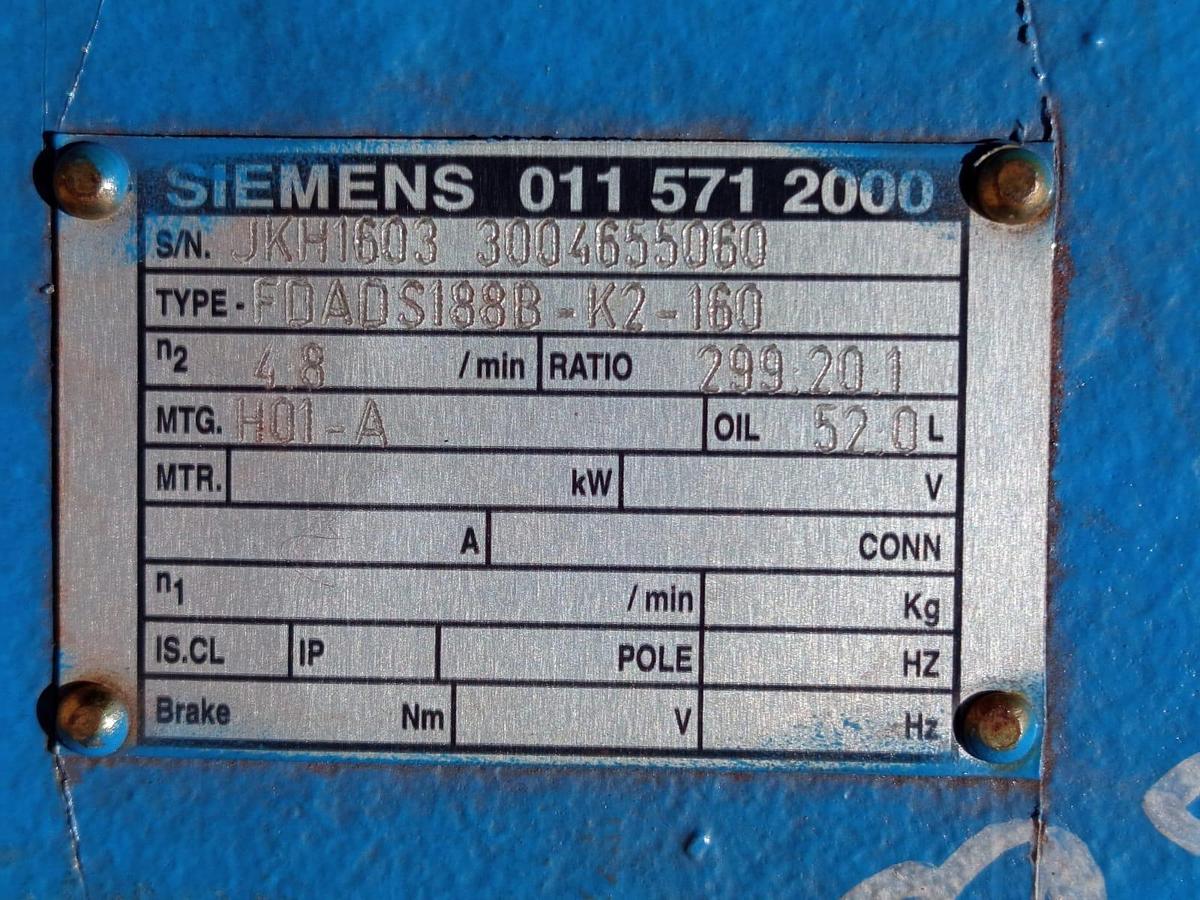 SIEMENS 011 571 2000
S/N. JKH1603 3004655060
TYPE - FDADS188B-K2-160
n2 4.8 /min RATIO 299.20.1
MTG. H01-A OIL 52.0 L
MTR. kW V
A CONN
n1 /min Kg
IS.CL IP POLE HZ
Brake Nm V Hz